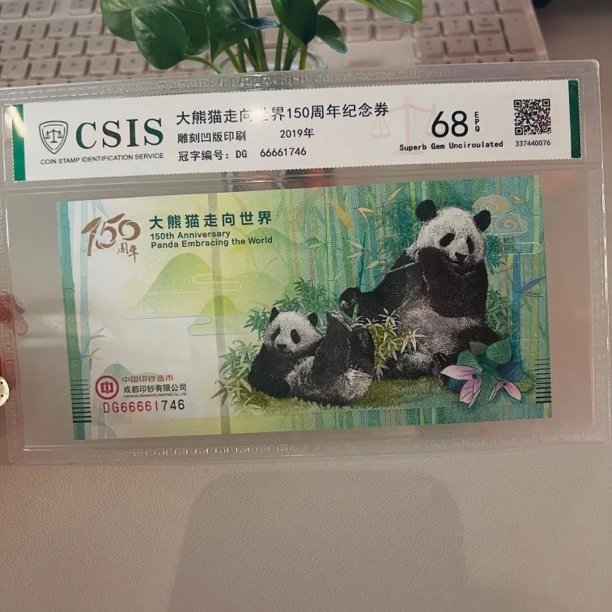 CSIS
COIN STAMP IDENTIFICATION SERVICE
大熊猫走向世界150周年纪念券
雕刻凹版印刷 2019年
冠字编号: DG 66661746
68 EPQ
Superb Gem Uncirculated
337440076
150周年
大熊猫走向世界
150th Anniversary
Panda Embracing the World
中国印钞造币
成都印钞有限公司
DG66661746